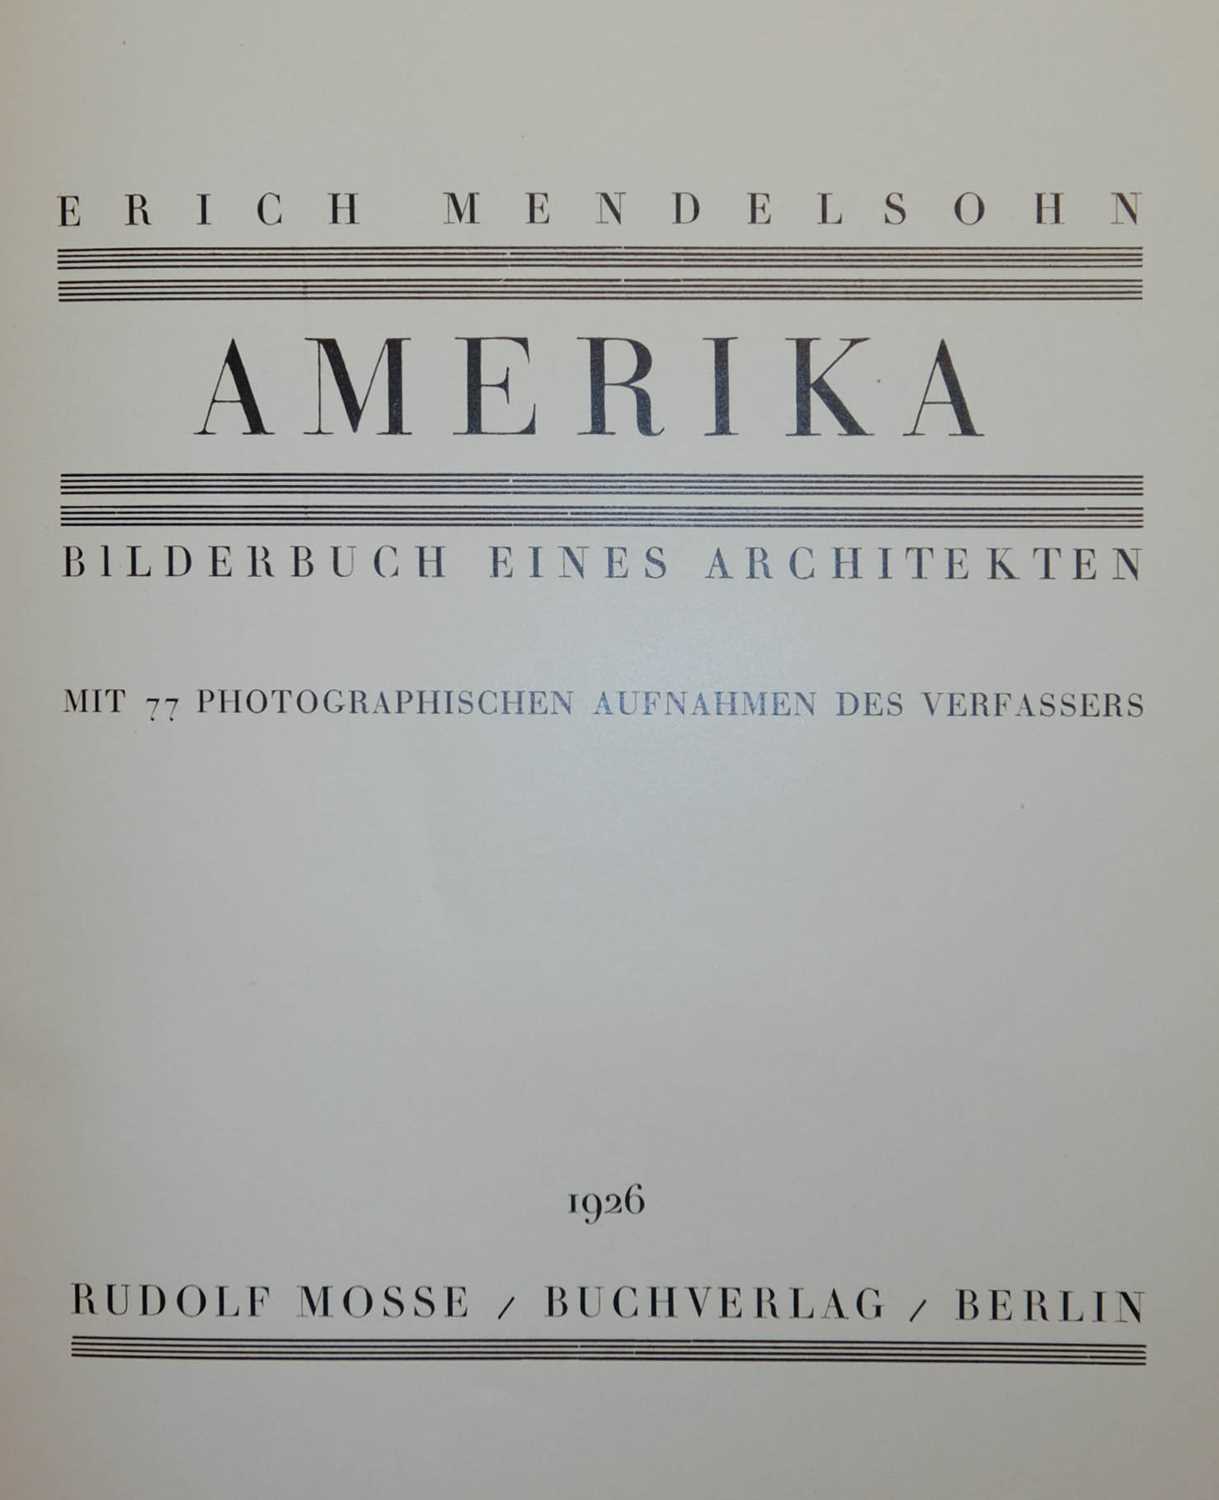 ERICH MENDELSOHN
AMERIKA
BILDERBUCH EINES ARCHITEKTEN
MIT 77 PHOTOGRAPHISCHEN AUFNAHMEN DES VERFASSERS
1926
RUDOLF MOSSE / BUCHVERLAG / BERLIN